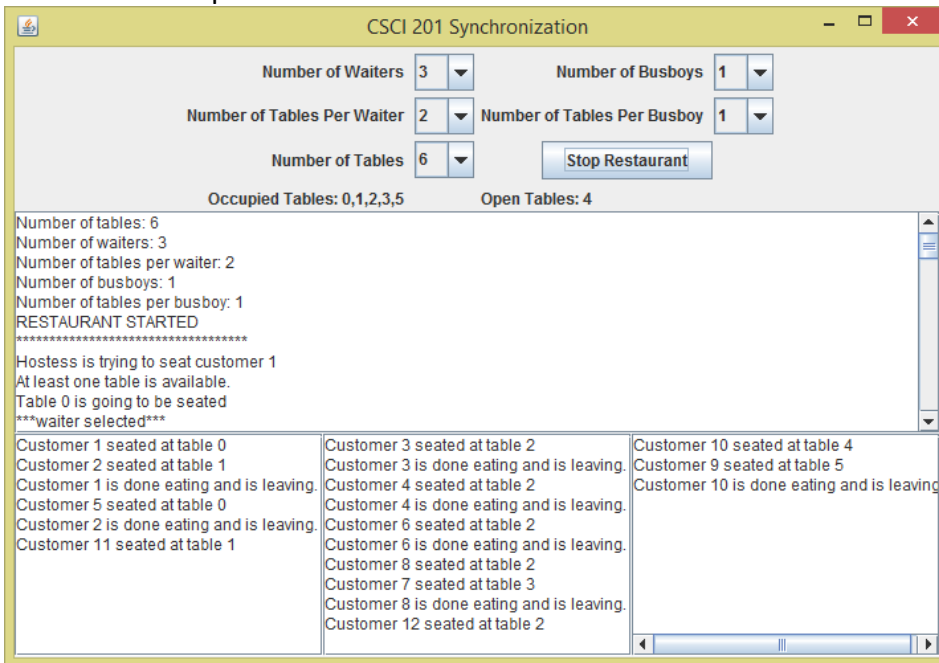 CSCI 201 Synchronization
Number of Waiters 3 Number of Busboys 1
Number of Tables Per Waiter 2 Number of Tables Per Busboy 1
Number of Tables 6 Stop Restaurant
Occupied Tables: 0,1,2,3,5 Open Tables: 4
Number of tables: 6
Number of waiters: 3
Number of tables per waiter: 2
Number of busboys: 1
Number of tables per busboy: 1
RESTAURANT STARTED
***********************************
Hostess is trying to seat customer 1
At least one table is available.
Table 0 is going to be seated
***waiter selected***
Customer 1 seated at table 0
Customer 2 seated at table 1
Customer 1 is done eating and is leaving.
Customer 5 seated at table 0
Customer 2 is done eating and is leaving.
Customer 11 seated at table 1
Customer 3 seated at table 2
Customer 3 is done eating and is leaving.
Customer 4 seated at table 2
Customer 4 is done eating and is leaving.
Customer 6 seated at table 2
Customer 6 is done eating and is leaving.
Customer 8 seated at table 2
Customer 7 seated at table 3
Customer 8 is done eating and is leaving.
Customer 12 seated at table 2
Customer 10 seated at table 4
Customer 9 seated at table 5
Customer 10 is done eating and is leaving